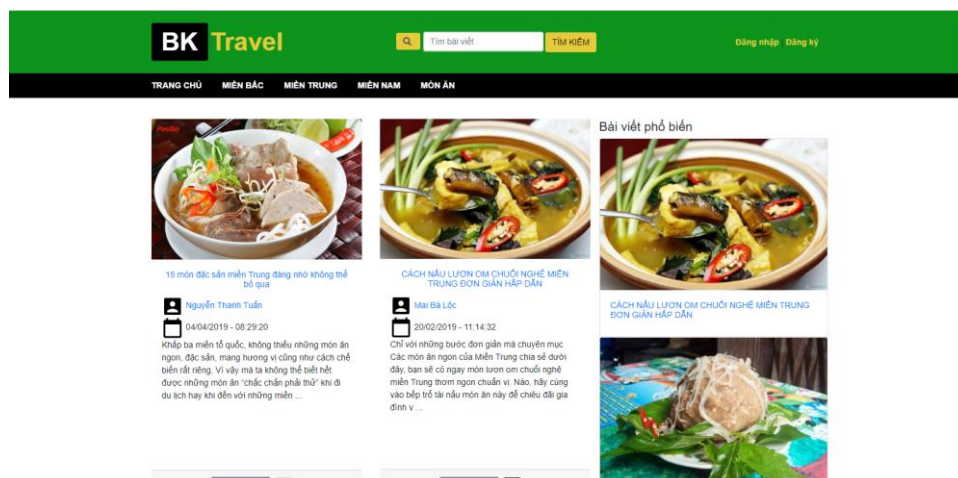 BK Travel
Tìm bài viết
TÌM KIẾM
Đăng nhập Đăng ký
TRANG CHỦ MIỀN BẮC MIỀN TRUNG MIỀN NAM MÓN ĂN
PasGo
15 món đặc sản miền Trung đáng nhớ không thể
bỏ qua
Nguyễn Thanh Tuấn
04/04/2019 - 08:29:20
Khắp ba miền tổ quốc, không thiếu những món ăn
ngon, đặc sản, mang hương vị cũng như cách chế
biến rất riêng. Vì vậy mà ta không thể biết hết
được những món ăn “chắc chắn phải thử” khi đi
du lịch hay khi đến với những miền ...
CÁCH NẤU LƯƠN OM CHUỐI NGHỆ MIỀN
TRUNG ĐƠN GIẢN HẤP DẪN
Mai Bá Lộc
20/02/2019 - 11:14:32
Chỉ với những bước đơn giản mà chuyên mục
Các món ăn ngon của Miền Trung chia sẻ dưới
đây, bạn sẽ có ngay món lươn om chuối nghệ
miền Trung thơm ngon chuẩn vị. Nào, hãy cùng
vào bếp trổ tài nấu món ăn này để chiêu đãi gia
đình v ...
Bài viết phổ biến
CÁCH NẤU LƯƠN OM CHUỐI NGHỆ MIỀN TRUNG
ĐƠN GIẢN HẤP DẪN